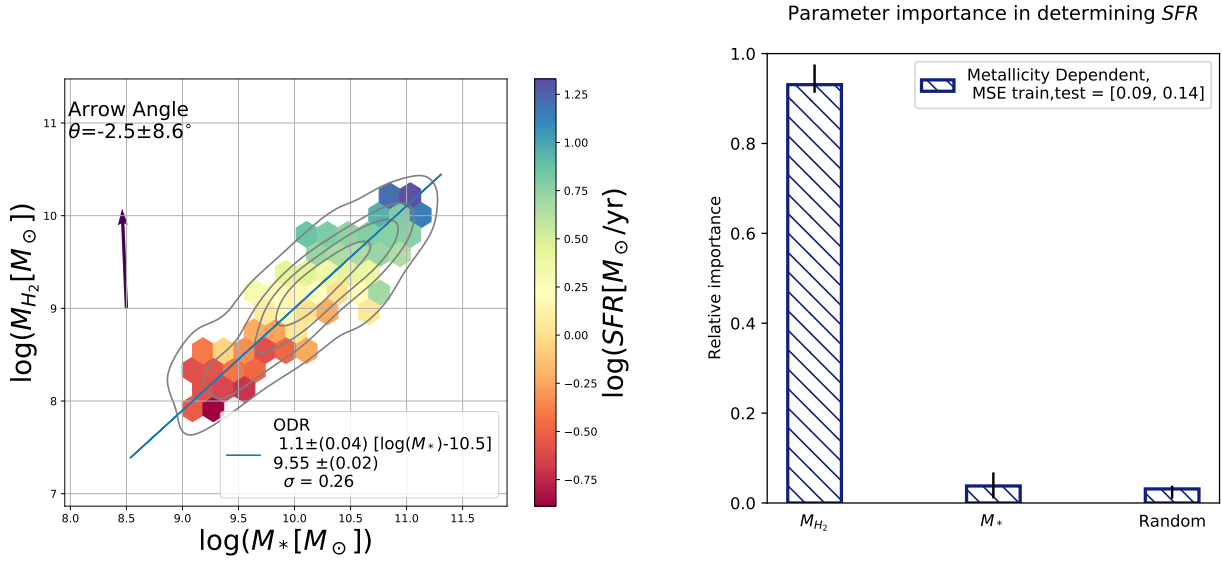 Arrow Angle
θ=-2.5±8.6°
11
10
9
8
7
8.0 8.5 9.0 9.5 10.0 10.5 11.0 11.5
log(M_*[M_⊙])
log(M_{H_2}[M_⊙])
ODR
1.1±(0.04) [log(M_*)-10.5]
9.55 ±(0.02)
σ = 0.26
1.25
1.00
0.75
0.50
0.25
0.00
−0.25
−0.50
−0.75
log(SFR[M_⊙/yr)
Parameter importance in determining SFR
Metallicity Dependent,
MSE train,test = [0.09, 0.14]
1.0
0.8
0.6
0.4
0.2
0.0
Relative importance
M_{H_2} M_* Random